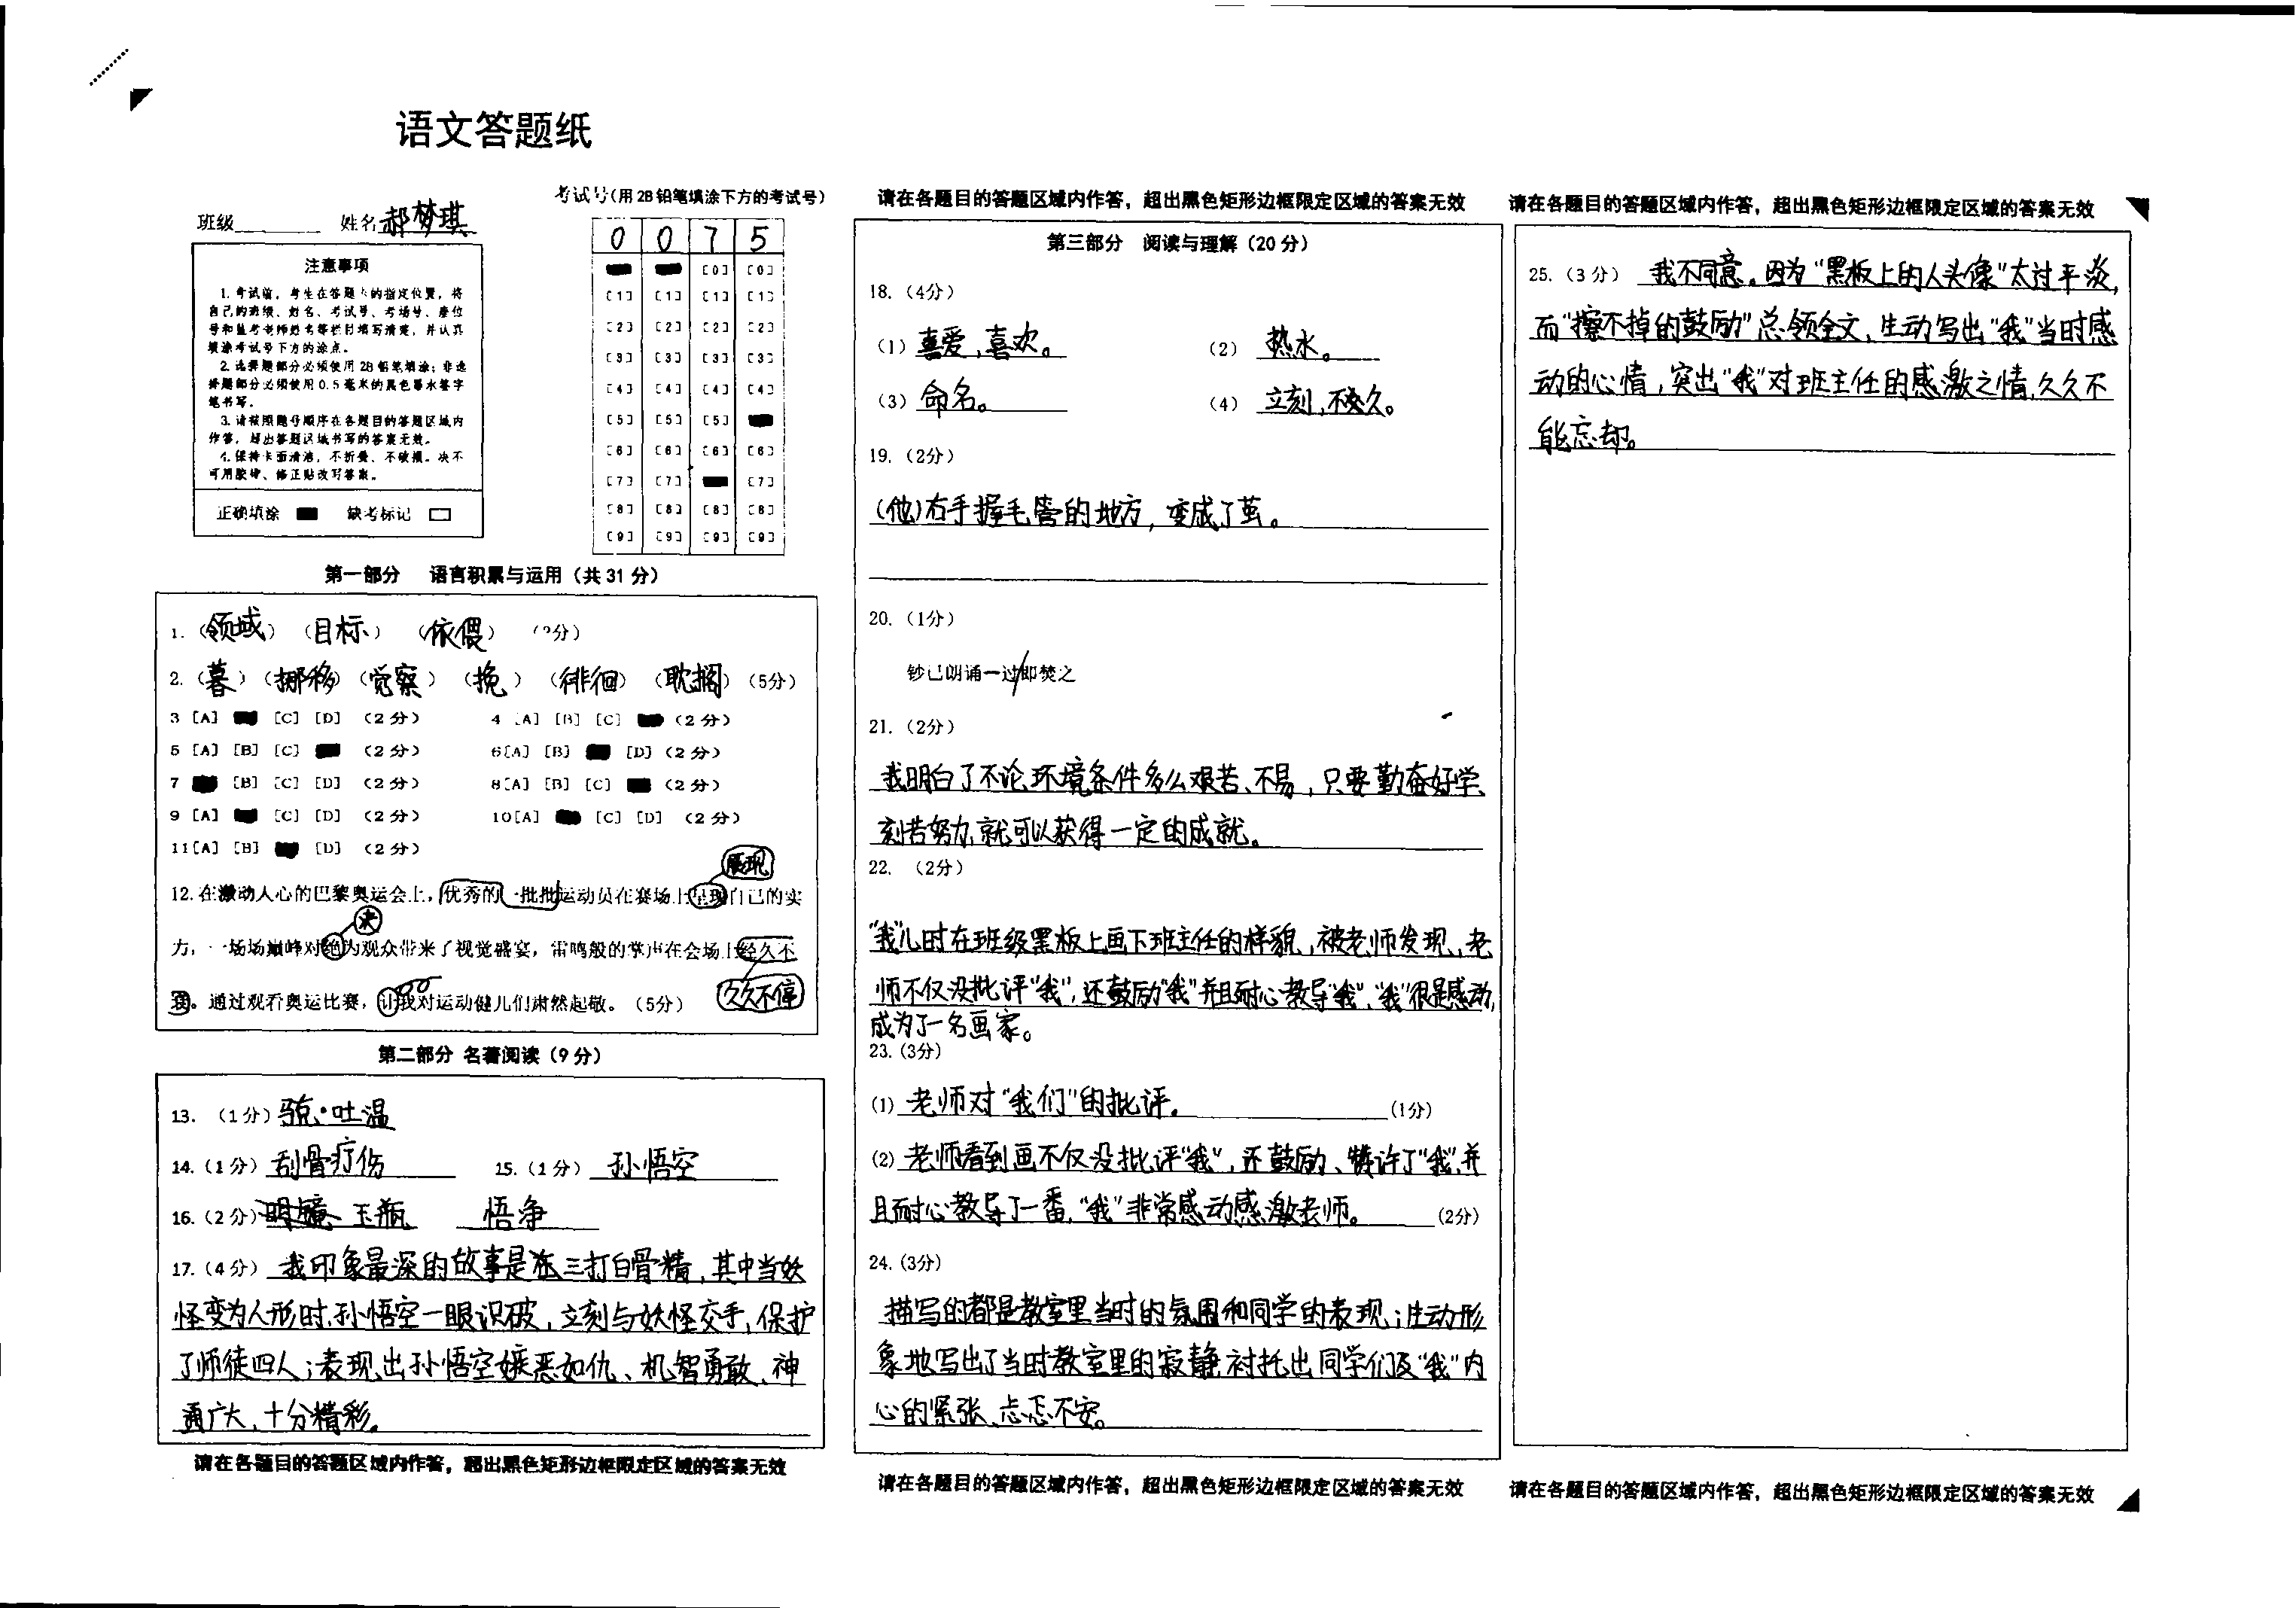 语文答题纸
班级________ 姓名 郝梦琪
考试号(用 2B 铅笔填涂下方的考试号)
0 0 7 5
[0] [0]
[1] [1] [1] [1]
[2] [2] [2] [2]
[3] [3] [3] [3]
[4] [4] [4] [4]
[5] [5] [5]
[6] [6] [6] [6]
[7] [7] [7]
[8] [8] [8] [8]
[9] [9] [9] [9]
注意事项
1. 考试前，考生在答题卡的指定位置，将
自己的班级、姓名、考试号、考场号、座位
号和监考老师姓名等栏目填写清楚，并认真
填涂考试号下方的涂点。
2. 选择题部分必须使用 2B 铅笔填涂；非选
择题部分必须使用 0.5 毫米的黑色墨水签字
笔书写。
3. 请按照题号顺序在各题目的答题区域内
作答，超出答题区域书写的答案无效。
4. 保持卡面清洁，不折叠、不破损。决不
可用胶带、修正贴改写答案。
正确填涂 缺考标记
第一部分 语言积累与运用（共 31 分）
1.（领域）（目标）（依偎）（ 分）
2.（暮）（挪移）（觉察）（挽）（徘徊）（耽搁）（5分）
3 [A] [C] [D] （2 分） 4 [A] [B] [C] （2 分）
5 [A] [B] [C] （2 分） 6[A] [B] [D]（2 分）
7 [B] [C] [D] （2 分） 8[A] [B] [C] （2 分）
9 [A] [C] [D] （2 分） 10[A] [C] [D] （2 分）
11[A] [B] [D] （2 分）
展现
12. 在激动人心的巴黎奥运会上，优秀的一批批运动员在赛场上呈现自己的实
决
力，一场场巅峰对绝为观众带来了视觉盛宴，雷鸣般的掌声在会场上经久不
衰。通过观看奥运比赛，让我对运动健儿们肃然起敬。（5分） 久久不停
第二部分 名著阅读（9 分）
13. （1 分）骆·吐温
14.（1 分）刮骨疗伤 15.（1 分）孙悟空
16.（2 分） 玉瓶 悟净
17.（4 分）我印象最深的故事是在三打白骨精，其中当妖
怪变为人形时，孙悟空一眼识破，立刻与妖怪交手，保护
了师徒四人；表现出孙悟空嫉恶如仇、机智勇敢、神
通广大，十分精彩。
请在各题目的答题区域内作答，超出黑色矩形边框限定区域的答案无效
请在各题目的答题区域内作答，超出黑色矩形边框限定区域的答案无效
第三部分 阅读与理解（20 分）
18.（4分）
（1）喜爱，喜欢。 （2）热水。
（3）命名。 （4）立刻，不久。
19.（2分）
（他）右手握毛管的地方，变成了茧。
20.（1分）
钞已朗诵一过/即焚之
21.（2分）
我明白了不论环境条件多么艰苦、不易，只要勤奋好学、
刻苦努力，就可以获得一定的成就。
22. （2分）
“我”儿时在班级黑板上画下班主任的样貌，被老师发现，老
师不仅没批评“我”，还鼓励“我”并且耐心教导“我”，“我”很是感动，
成为了一名画家。
23.(3分)
(1) 老师对“我们”的批评。 (1分)
(2) 老师看到画不仅没批评“我”，还鼓励、赞许了“我”，并
且耐心教导了一番，“我”非常感动感激老师。 (2分)
24.(3分)
描写的都是教室里当时的氛围和同学的表现；生动形
象地写出了当时教室里的寂静，衬托出同学们及“我”内
心的紧张、忐忑不安。
请在各题目的答题区域内作答，超出黑色矩形边框限定区域的答案无效
请在各题目的答题区域内作答，超出黑色矩形边框限定区域的答案无效
25.（3分） 我不同意。因为“黑板上的人头像”太过平淡，
而“擦不掉的鼓励”总领全文，生动写出“我”当时感
动的心情，突出“我”对班主任的感激之情，久久不
能忘却。
请在各题目的答题区域内作答，超出黑色矩形边框限定区域的答案无效